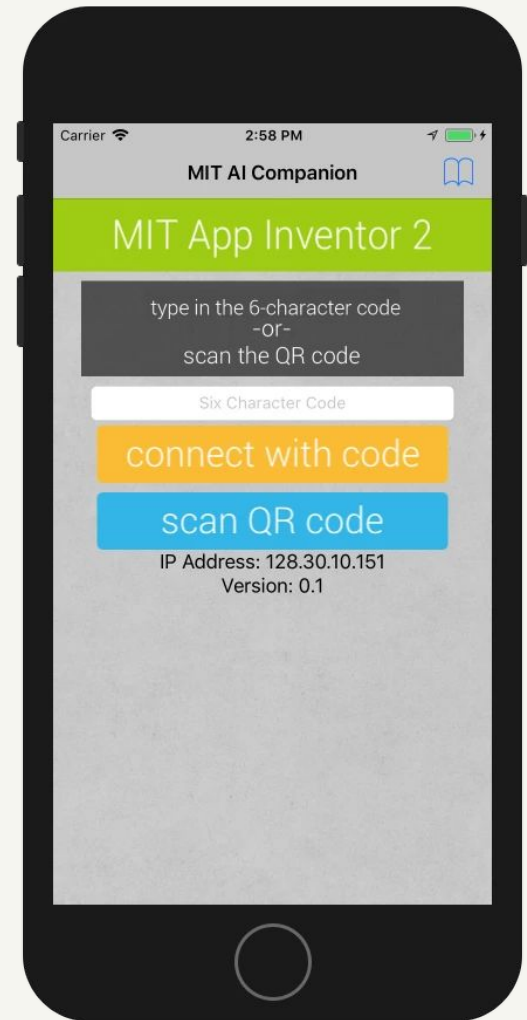 Carrier 2:58 PM
MIT AI Companion
MIT App Inventor 2
type in the 6-character code
-or-
scan the QR code
Six Character Code
connect with code
scan QR code
IP Address: 128.30.10.151
Version: 0.1